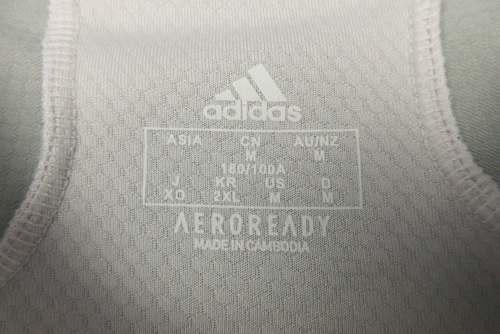 adidas
ASIA CN AU/NZ
M M
180/100A
J KR US D
XO 2XL M M
AEROREADY
MADE IN CAMBODIA